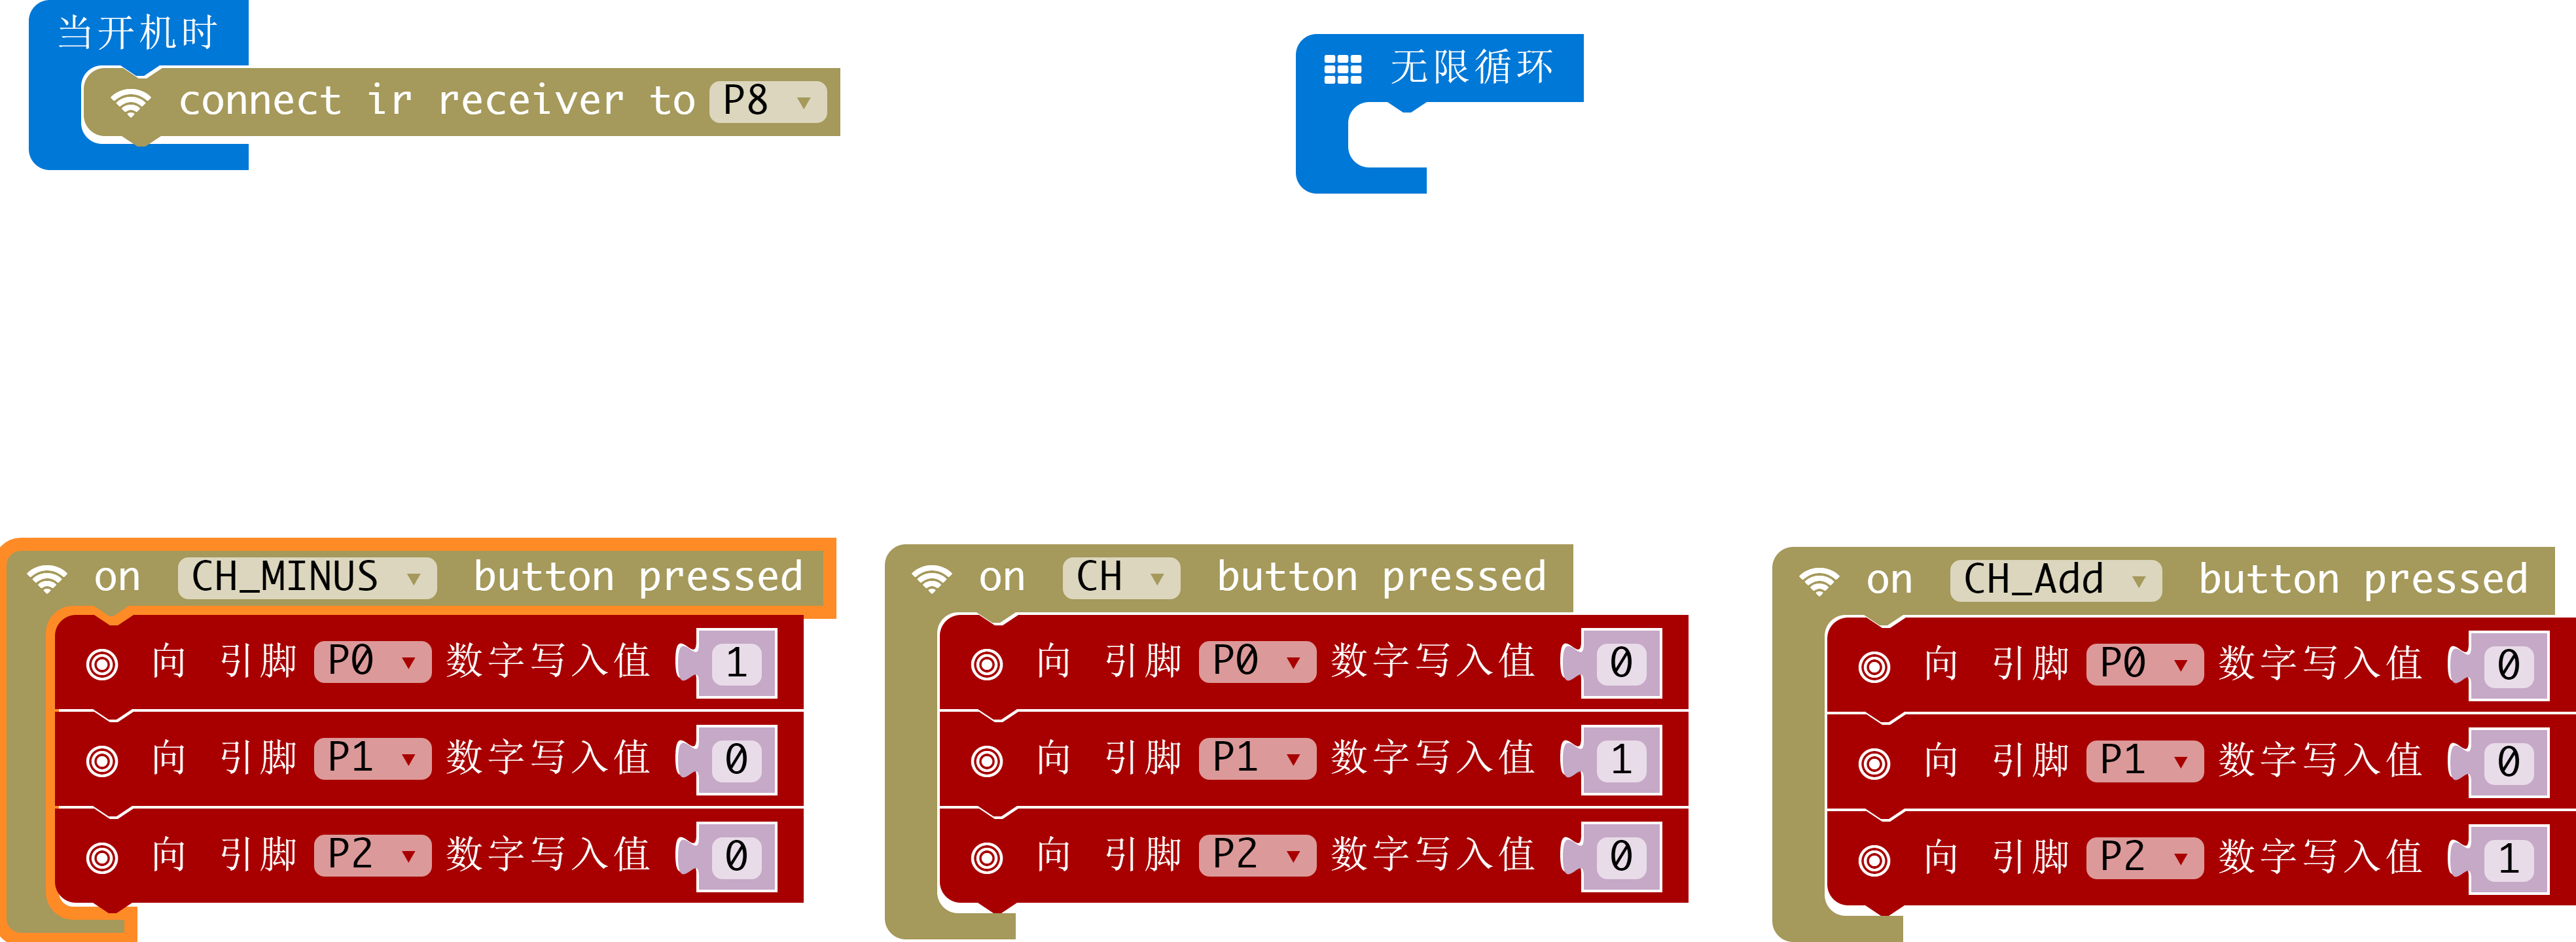 当开机时
connect ir receiver to P8
无限循环
on CH_MINUS button pressed
向 引脚 P0 数字写入值 1
向 引脚 P1 数字写入值 0
向 引脚 P2 数字写入值 0
on CH button pressed
向 引脚 P0 数字写入值 0
向 引脚 P1 数字写入值 1
向 引脚 P2 数字写入值 0
on CH_Add button pressed
向 引脚 P0 数字写入值 0
向 引脚 P1 数字写入值 0
向 引脚 P2 数字写入值 1